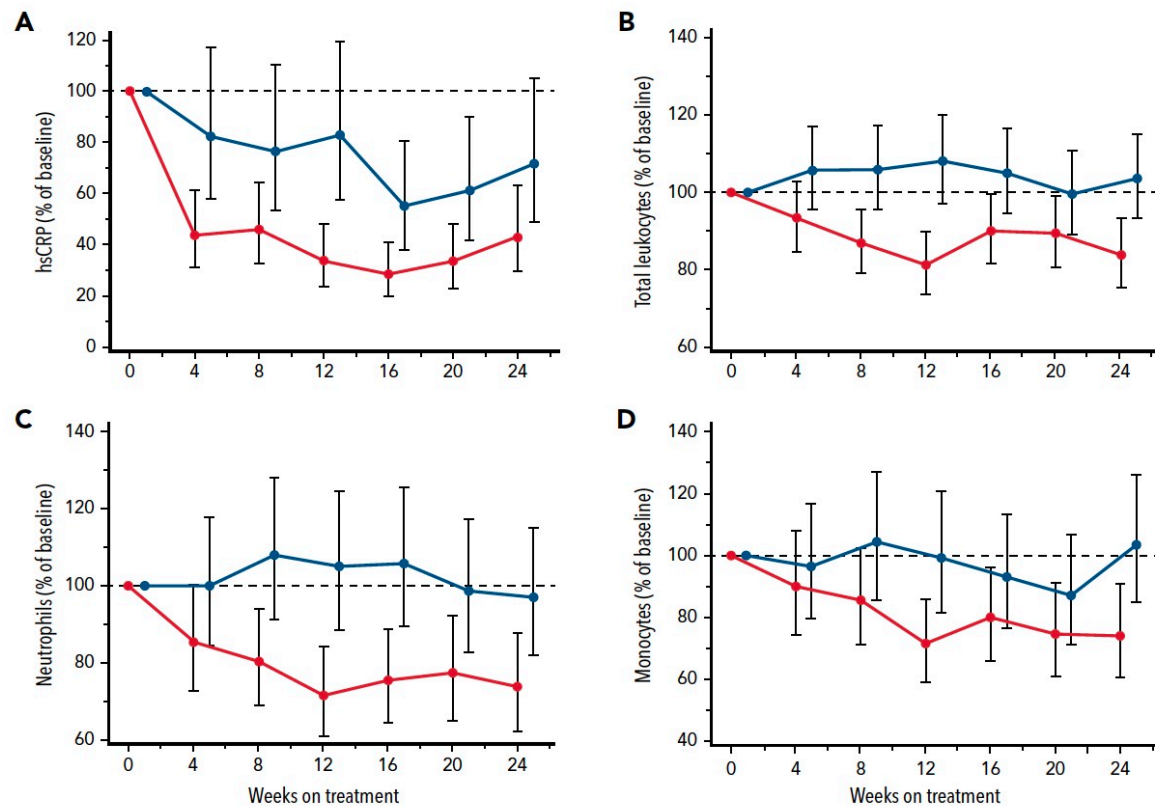 A
hsCRP (% of baseline)
120
100
80
60
40
20
0
0 4 8 12 16 20 24
B
Total leukocytes (% of baseline)
140
120
100
80
60
0 4 8 12 16 20 24
C
Neutrophils (% of baseline)
140
120
100
80
60
0 4 8 12 16 20 24
Weeks on treatment
D
Monocytes (% of baseline)
140
120
100
80
60
40
0 4 8 12 16 20 24
Weeks on treatment